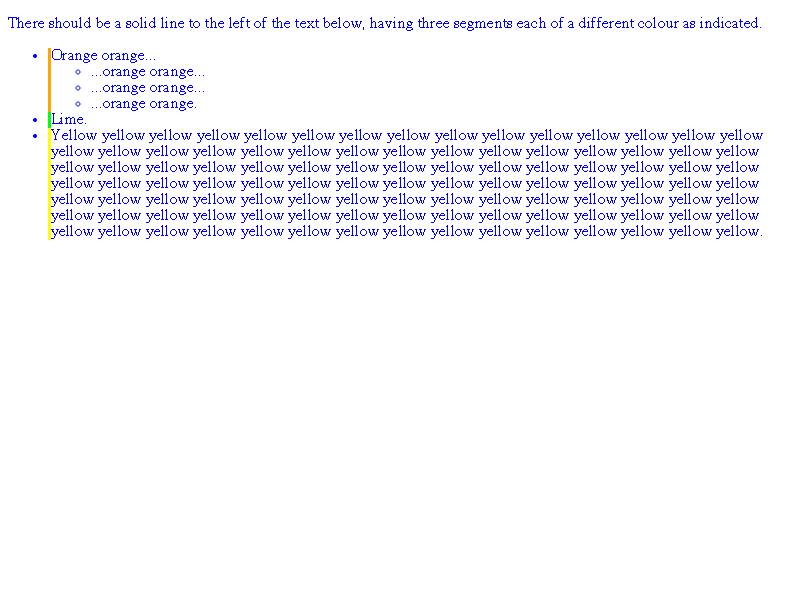 There should be a solid line to the left of the text below, having three segments each of a different colour as indicated.
Orange orange...
...orange orange...
...orange orange...
...orange orange.
Lime.
Yellow yellow yellow yellow yellow yellow yellow yellow yellow yellow yellow yellow yellow yellow yellow
yellow yellow yellow yellow yellow yellow yellow yellow yellow yellow yellow yellow yellow yellow yellow
yellow yellow yellow yellow yellow yellow yellow yellow yellow yellow yellow yellow yellow yellow yellow
yellow yellow yellow yellow yellow yellow yellow yellow yellow yellow yellow yellow yellow yellow yellow
yellow yellow yellow yellow yellow yellow yellow yellow yellow yellow yellow yellow yellow yellow yellow
yellow yellow yellow yellow yellow yellow yellow yellow yellow yellow yellow yellow yellow yellow yellow
yellow yellow yellow yellow yellow yellow yellow yellow yellow yellow yellow yellow yellow yellow yellow.